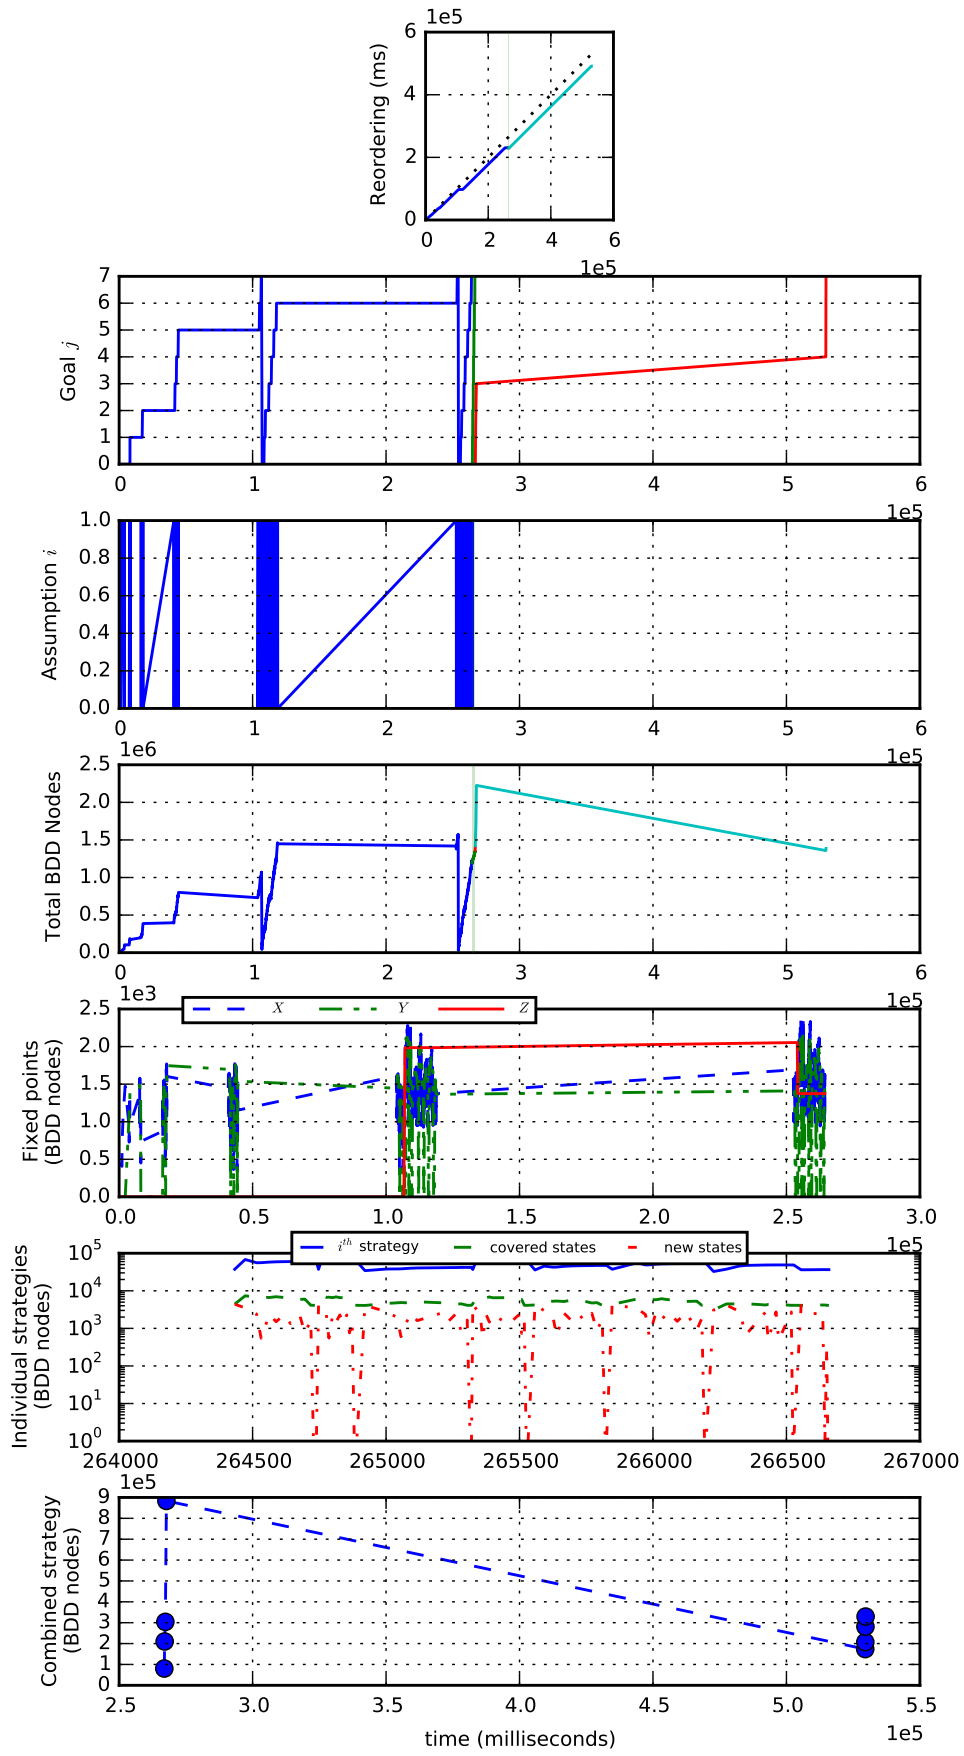 1e5
6
4
2
0
Reordering (ms)
0 2 4 6
1e5
7
6
5
4
3
2
1
0
Goal j
0 1 2 3 4 5 6
1e5
1.0
0.8
0.6
0.4
0.2
0.0
Assumption i
0 1 2 3 4 5 6
1e5
1e6
2.5
2.0
1.5
1.0
0.5
0.0
Total BDD Nodes
0 1 2 3 4 5 6
1e5
1e3
X Y Z
2.5
2.0
1.5
1.0
0.5
0.0
Fixed points
(BDD nodes)
0.0 0.5 1.0 1.5 2.0 2.5 3.0
1e5
i^th strategy covered states new states
10^5
10^4
10^3
10^2
10^1
10^0
Individual strategies
(BDD nodes)
264000 264500 265000 265500 266000 266500 267000
1e5
9
8
7
6
5
4
3
2
1
0
Combined strategy
(BDD nodes)
2.5 3.0 3.5 4.0 4.5 5.0 5.5
time (milliseconds)
1e5